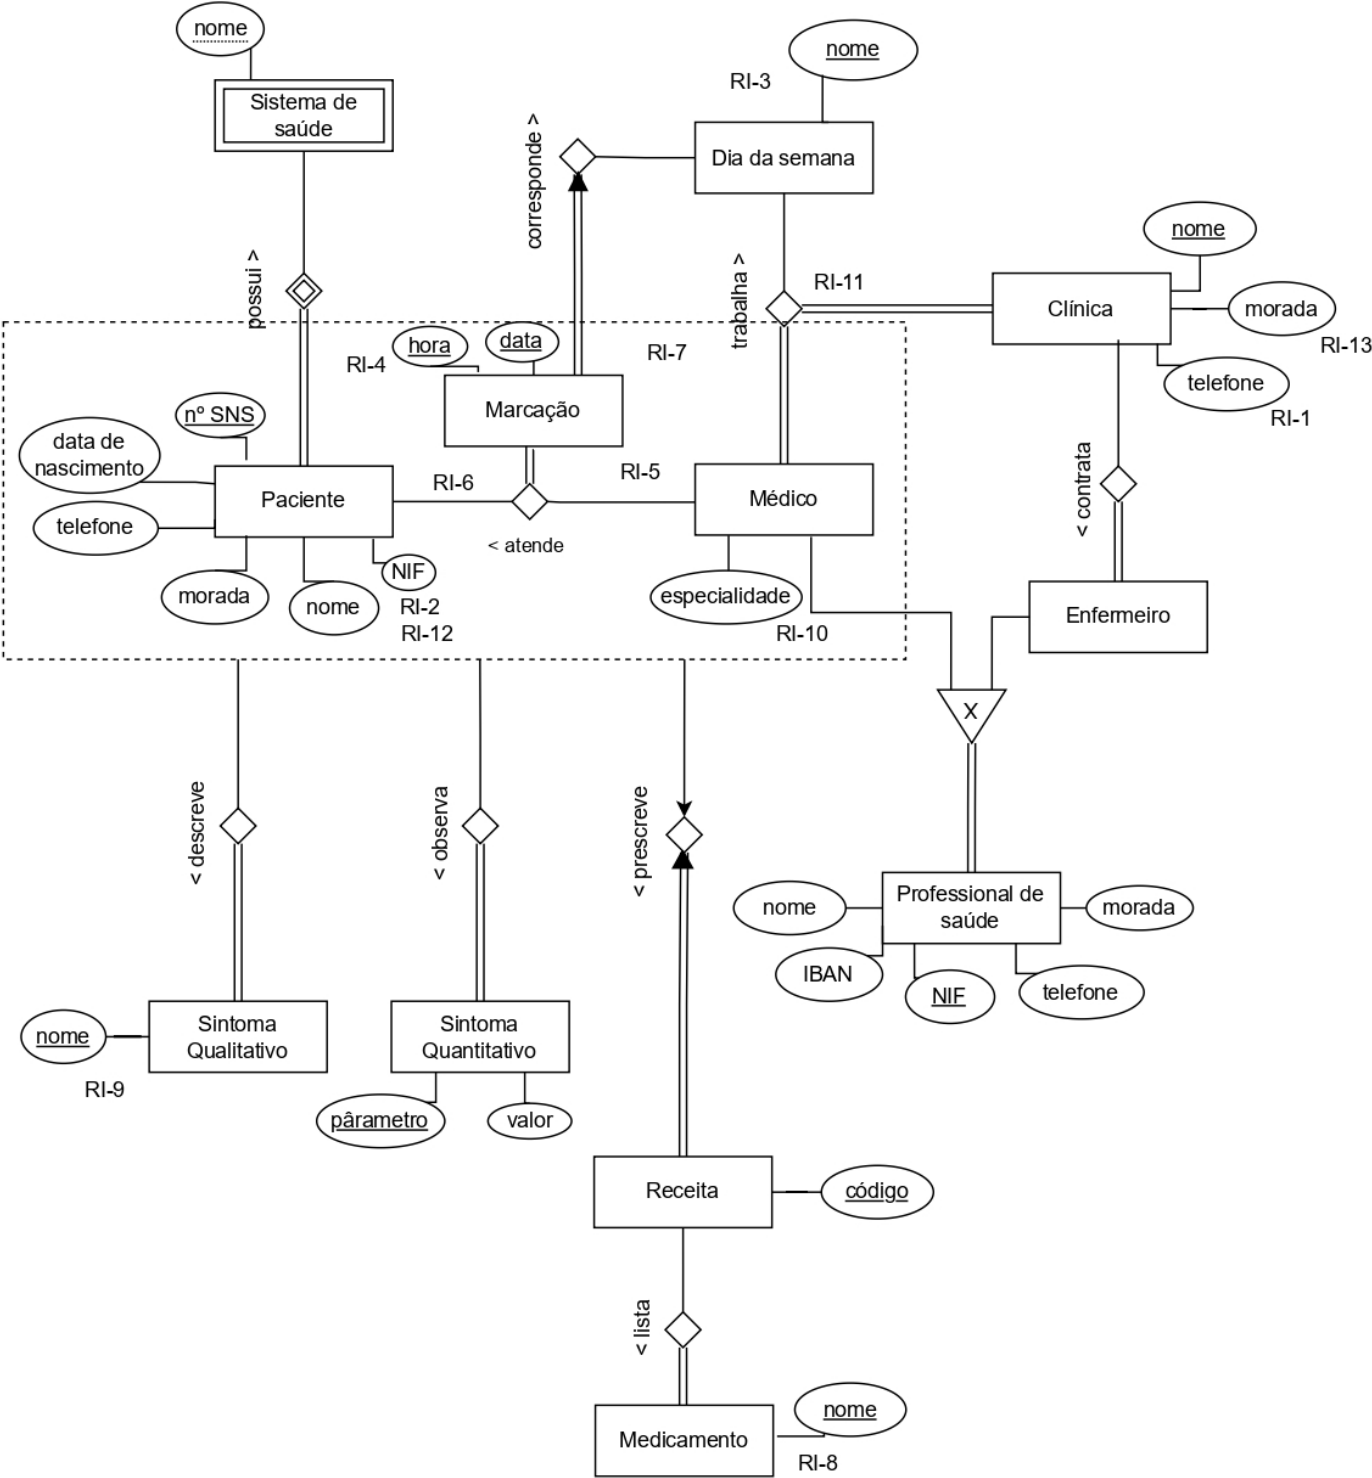 nome
Sistema de
saúde
nome
RI-3
corresponde >
Dia da semana
nome
possui >
trabalha >
RI-11
Clínica
morada
RI-13
telefone
RI-1
hora
data
RI-4
RI-7
Marcação
nº SNS
data de
nascimento
telefone
Paciente
RI-6
RI-5
Médico
< contrata
< atende
morada
nome
NIF
RI-2
RI-12
especialidade
RI-10
Enfermeiro
X
< descreve
< observa
< prescreve
Professional de
saúde
nome
morada
IBAN
NIF
telefone
nome
Sintoma
Qualitativo
RI-9
Sintoma
Quantitativo
pârametro
valor
Receita
código
< lista
nome
Medicamento
RI-8